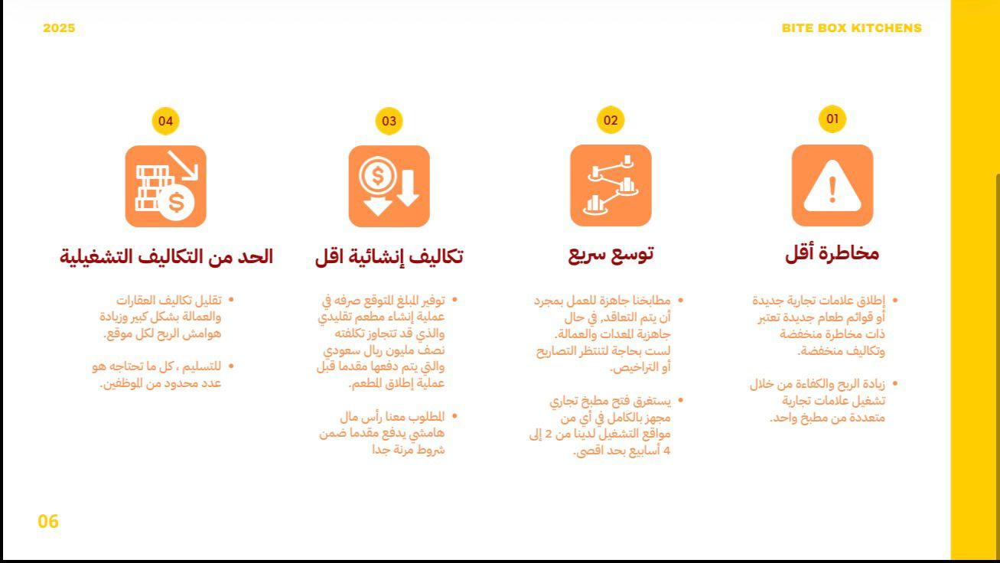 BITE BOX KITCHENS
2025
01
مخاطرة أقل
إطلاق علامات تجارية جديدة
أو قوائم طعام جديدة تعتبر
ذات مخاطرة منخفضة
وتكاليف منخفضة.
زيادة الربح والكفاءة من خلال
تشغيل علامات تجارية
متعددة من مطبخ واحد.
02
توسع سريع
مطابخنا جاهزة للعمل بمجرد
أن يتم التعاقد, في حال
جاهزية المعدات والعمالة.
لست بحاجة لتنتظر التصاريح
أو التراخيص.
يستغرق فتح مطبخ تجاري
مجهز بالكامل في أي من
مواقع التشغيل لدينا من 2 إلى
4 أسابيع بحد اقصى.
03
تكاليف إنشائية اقل
توفير المبلغ المتوقع صرفه في
عملية إنشاء مطعم تقليدي
والذي قد تتجاوز تكلفته
نصف مليون ريال سعودي
والتي يتم دفعها مقدما قبل
عملية إطلاق المطعم.
المطلوب معنا رأس مال
هامشي يدفع مقدما ضمن
شروط مرنة جدا
04
الحد من التكاليف التشغيلية
تقليل تكاليف العقارات
والعمالة بشكل كبير وزيادة
هوامش الربح لكل موقع.
للتسليم ، كل ما تحتاجه هو
عدد محدود من الموظفين.
06